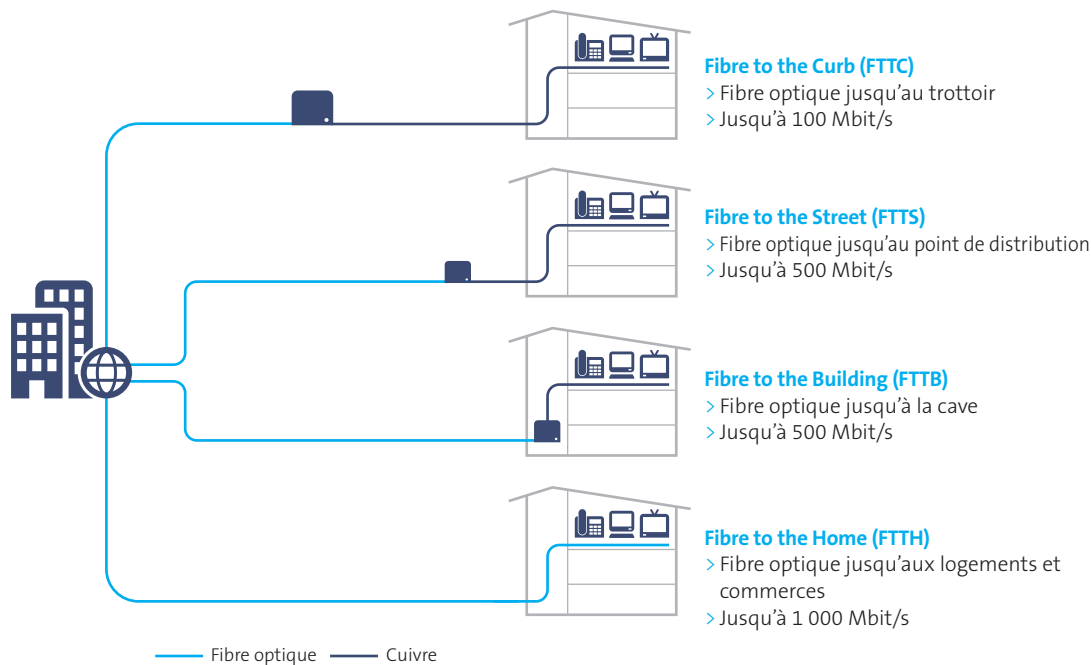 Fibre to the Curb (FTTC)
> Fibre optique jusqu’au trottoir
> Jusqu’à 100 Mbit/s
Fibre to the Street (FTTS)
> Fibre optique jusqu’au point de distribution
> Jusqu’à 500 Mbit/s
Fibre to the Building (FTTB)
> Fibre optique jusqu’à la cave
> Jusqu’à 500 Mbit/s
Fibre to the Home (FTTH)
> Fibre optique jusqu’aux logements et
commerces
> Jusqu’à 1 000 Mbit/s
Fibre optique
Cuivre